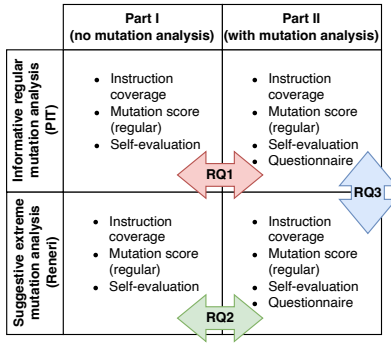 Part I
(no mutation analysis)
Part II
(with mutation analysis)
Informative regular
mutation analysis
(PIT)
• Instruction
coverage
• Mutation score
(regular)
• Self-evaluation
• Instruction
coverage
• Mutation score
(regular)
• Self-evaluation
• Questionnaire
RQ1
RQ3
Suggestive extreme
mutation analysis
(Reneri)
• Instruction
coverage
• Mutation score
(regular)
• Self-evaluation
• Instruction
coverage
• Mutation score
(regular)
• Self-evaluation
• Questionnaire
RQ2